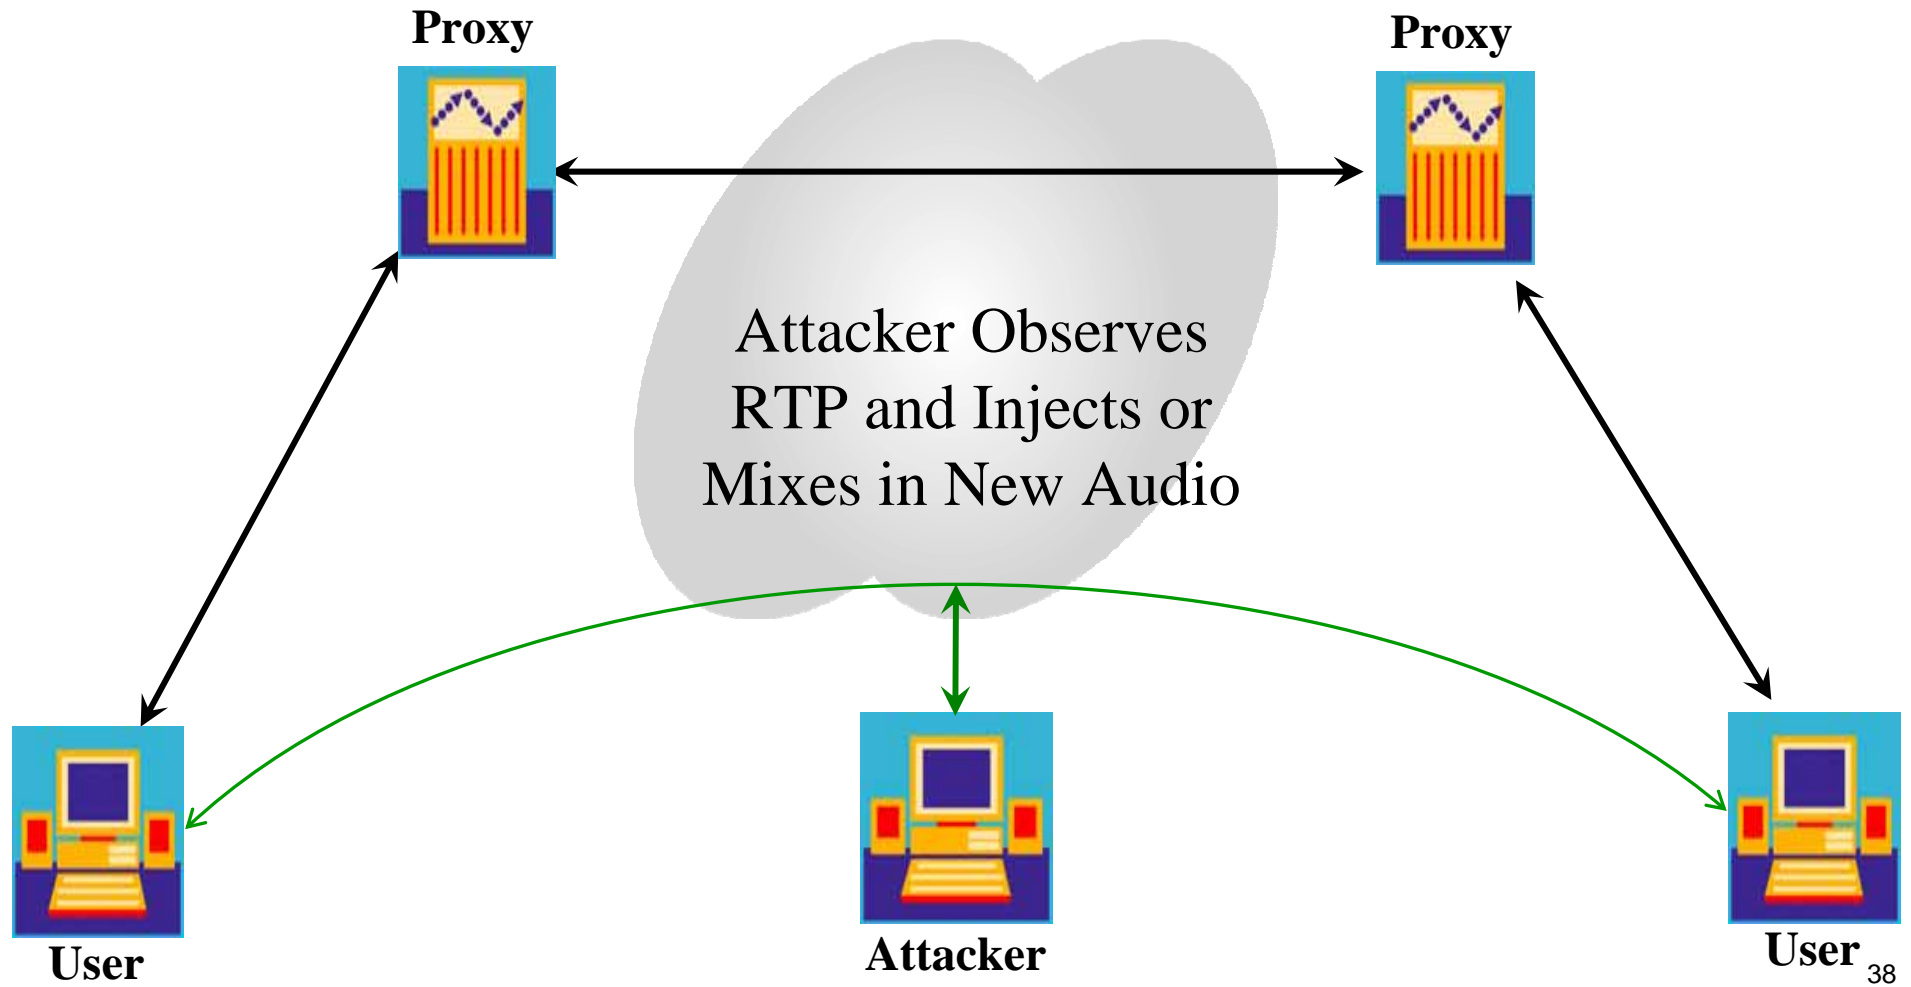 Proxy
Proxy
Attacker Observes
RTP and Injects or
Mixes in New Audio
User
Attacker
User
38